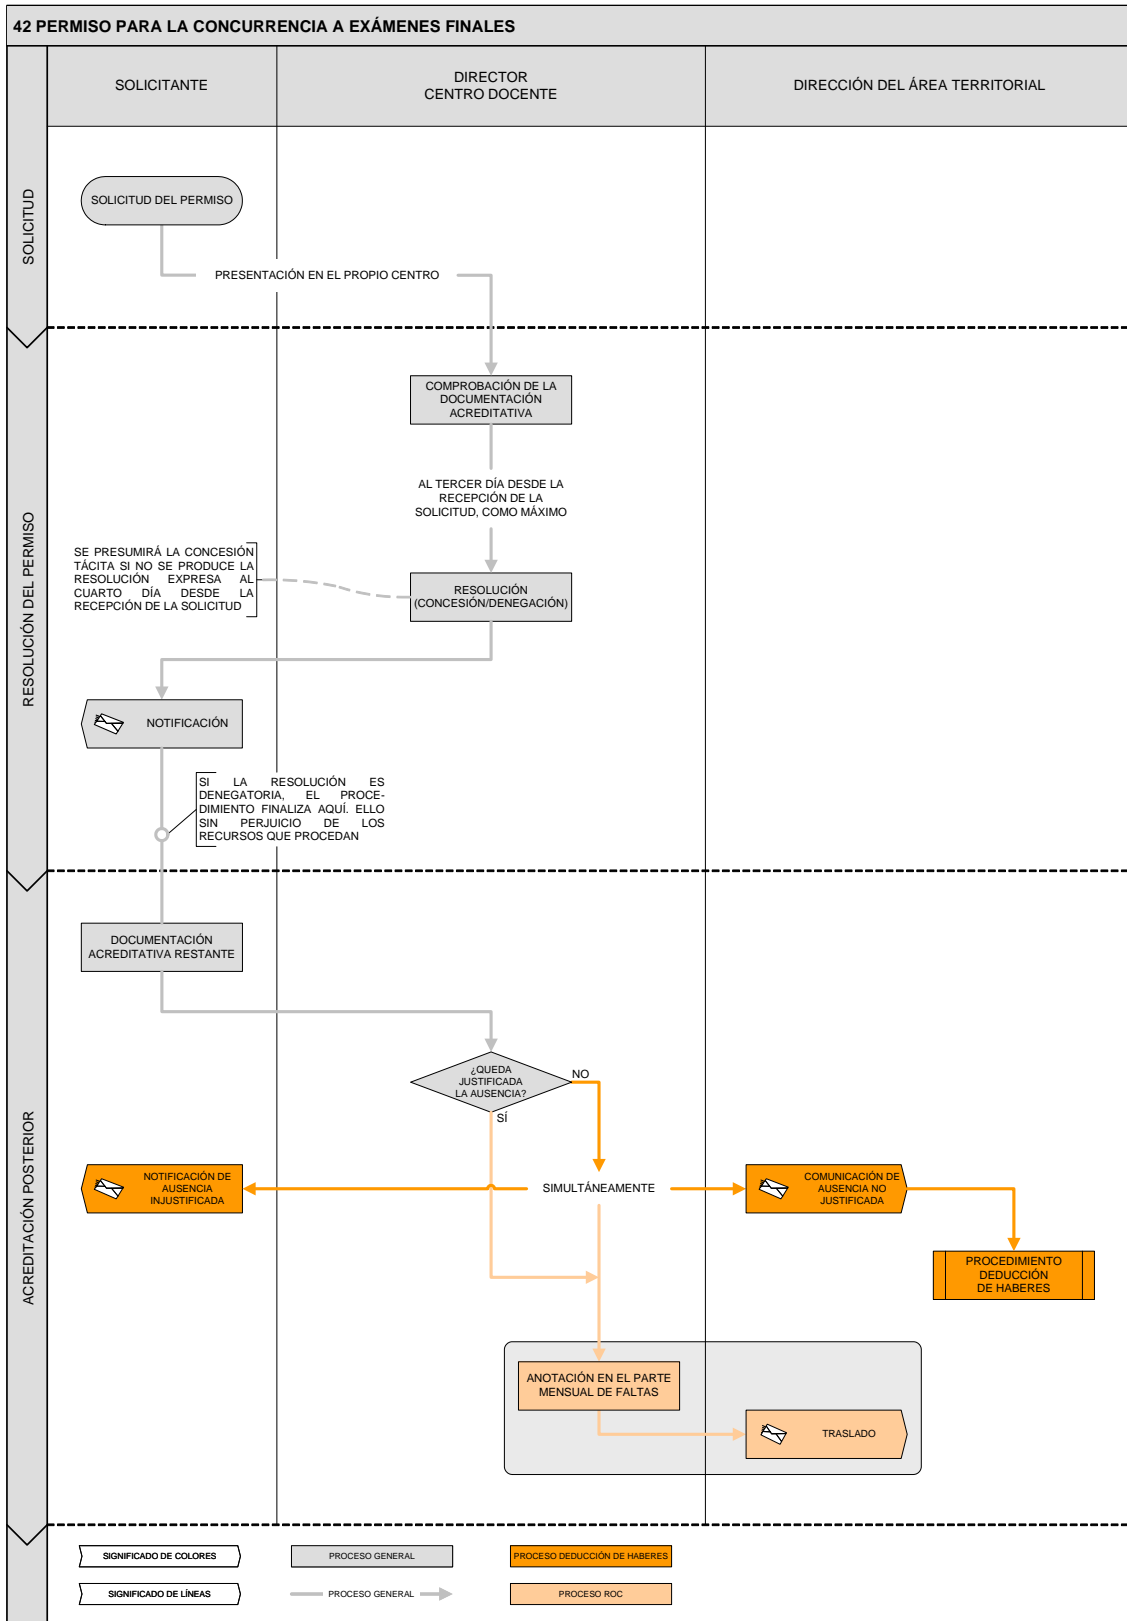 42 PERMISO PARA LA CONCURRENCIA A EXÁMENES FINALES
SOLICITANTE
DIRECTOR
CENTRO DOCENTE
DIRECCIÓN DEL ÁREA TERRITORIAL
SOLICITUD
SOLICITUD DEL PERMISO
PRESENTACIÓN EN EL PROPIO CENTRO
RESOLUCIÓN DEL PERMISO
COMPROBACIÓN DE LA
DOCUMENTACIÓN
ACREDITATIVA
AL TERCER DÍA DESDE LA
RECEPCIÓN DE LA
SOLICITUD, COMO MÁXIMO
SE PRESUMIRÁ LA CONCESIÓN
TÁCITA SI NO SE PRODUCE LA
RESOLUCIÓN EXPRESA AL
CUARTO DÍA DESDE LA
RECEPCIÓN DE LA SOLICITUD
RESOLUCIÓN
(CONCESIÓN/DENEGACIÓN)
NOTIFICACIÓN
SI LA RESOLUCIÓN ES
DENEGATORIA, EL PROCE-
DIMIENTO FINALIZA AQUÍ. ELLO
SIN PERJUICIO DE LOS
RECURSOS QUE PROCEDAN
ACREDITACIÓN POSTERIOR
DOCUMENTACIÓN
ACREDITATIVA RESTANTE
¿QUEDA
JUSTIFICADA
LA AUSENCIA?
NO
SÍ
NOTIFICACIÓN DE
AUSENCIA
INJUSTIFICADA
SIMULTÁNEAMENTE
COMUNICACIÓN DE
AUSENCIA NO
JUSTIFICADA
PROCEDIMIENTO
DEDUCCIÓN
DE HABERES
ANOTACIÓN EN EL PARTE
MENSUAL DE FALTAS
TRASLADO
SIGNIFICADO DE COLORES
PROCESO GENERAL
PROCESO DEDUCCIÓN DE HABERES
SIGNIFICADO DE LÍNEAS
PROCESO GENERAL
PROCESO ROC